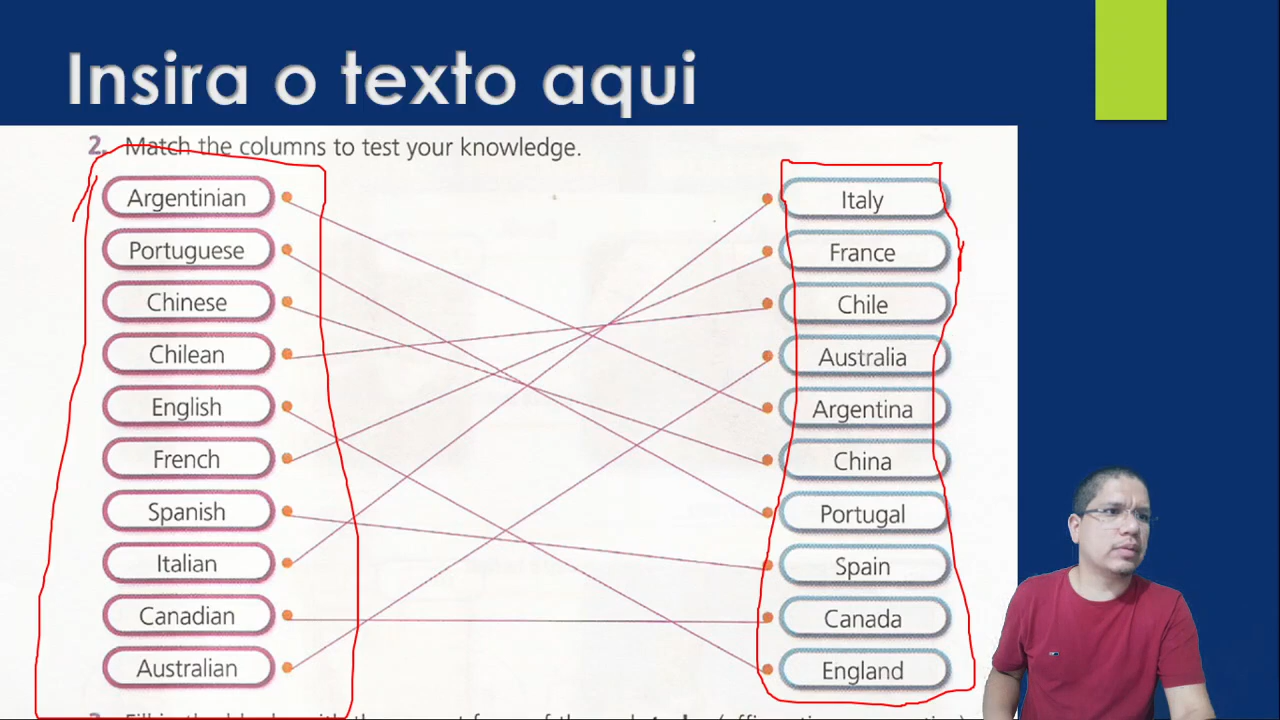 Insira o texto aqui
2. Match the columns to test your knowledge.
Argentinian Italy
Portuguese France
Chinese Chile
Chilean Australia
English Argentina
French China
Spanish Portugal
Italian Spain
Canadian Canada
Australian England